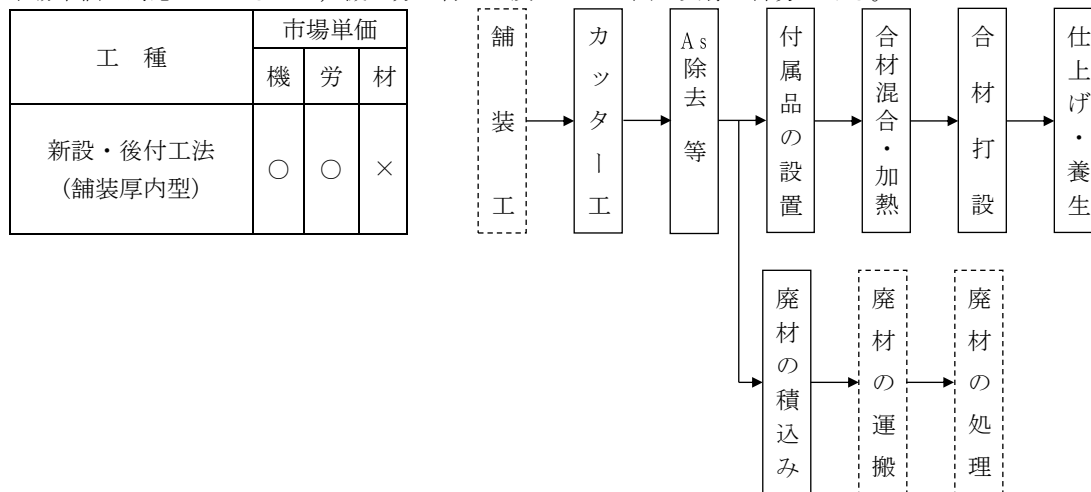 工 種
市場単価
機 労 材
新設・後付工法
(舗装厚内型)
○ ○ ×
舗装工
カッター工
As除去等
付属品の設置
合材混合・加熱
合材打設
仕上げ・養生
廃材の積込み
廃材の運搬
廃材の処理